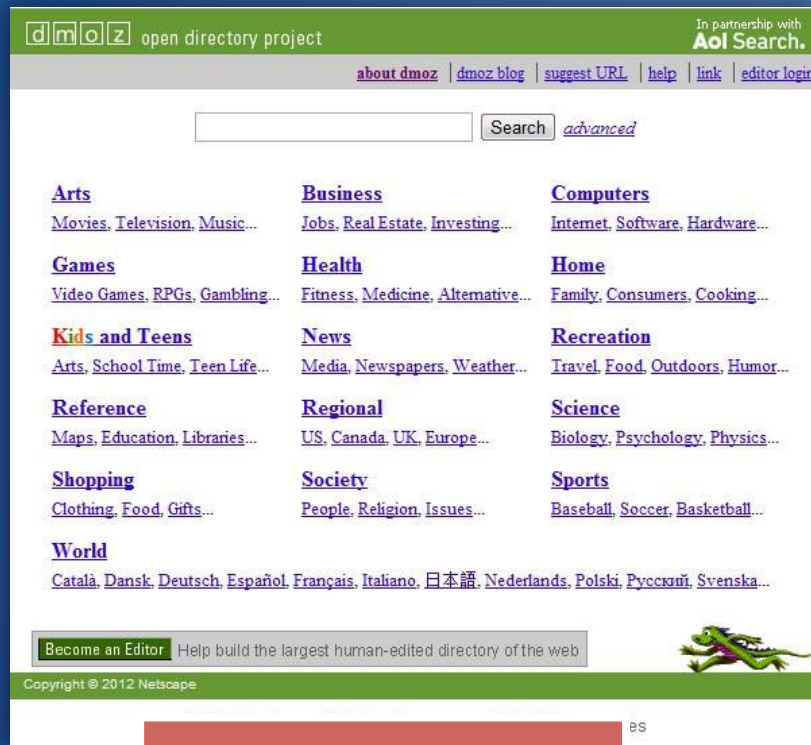 dmoz open directory project
In partnership with
Aol Search.
about dmoz | dmoz blog | suggest URL | help | link | editor login
Search advanced
Arts Business Computers
Movies, Television, Music... Jobs, Real Estate, Investing... Internet, Software, Hardware...
Games Health Home
Video Games, RPGs, Gambling... Fitness, Medicine, Alternative... Family, Consumers, Cooking...
Kids and Teens News Recreation
Arts, School Time, Teen Life... Media, Newspapers, Weather... Travel, Food, Outdoors, Humor...
Reference Regional Science
Maps, Education, Libraries... US, Canada, UK, Europe... Biology, Psychology, Physics...
Shopping Society Sports
Clothing, Food, Gifts... People, Religion, Issues... Baseball, Soccer, Basketball...
World
Català, Dansk, Deutsch, Español, Français, Italiano, 日本語, Nederlands, Polski, Русский, Svenska...
Become an Editor Help build the largest human-edited directory of the web
Copyright © 2012 Netscape